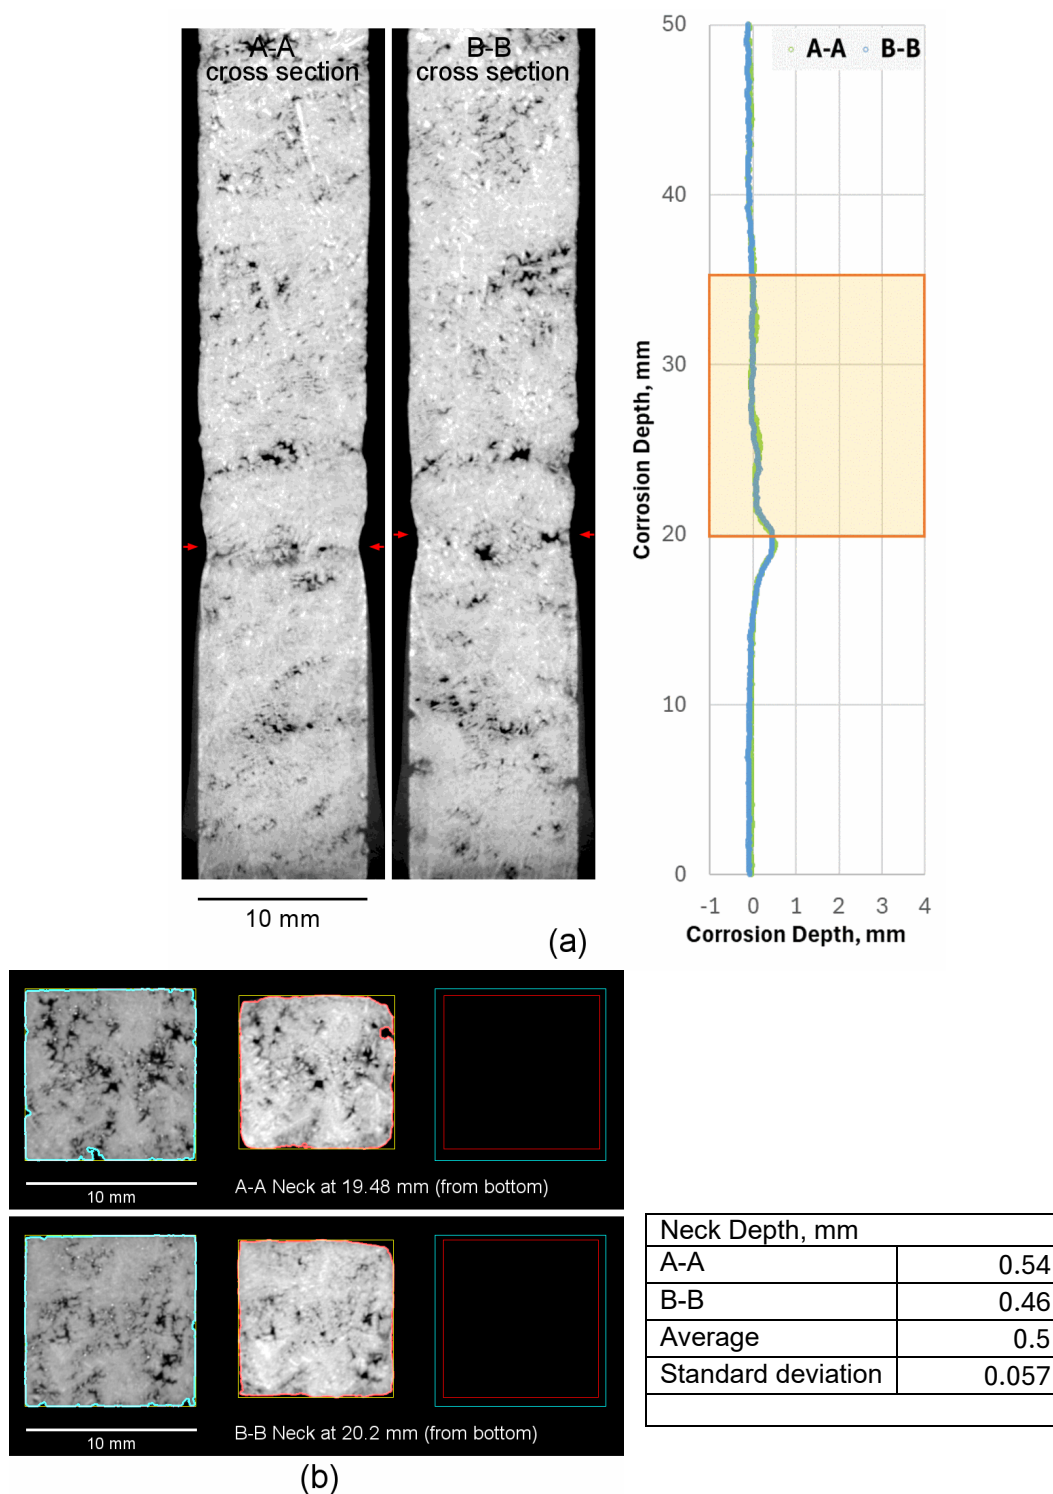 A-A
cross section
B-B
cross section
A-A
B-B
50
40
30
20
10
0
Corrosion Depth, mm
-1 0 1 2 3 4
Corrosion Depth, mm
10 mm
(a)
10 mm
A-A Neck at 19.48 mm (from bottom)
10 mm
B-B Neck at 20.2 mm (from bottom)
(b)
Neck Depth, mm
A-A 0.54
B-B 0.46
Average 0.5
Standard deviation 0.057